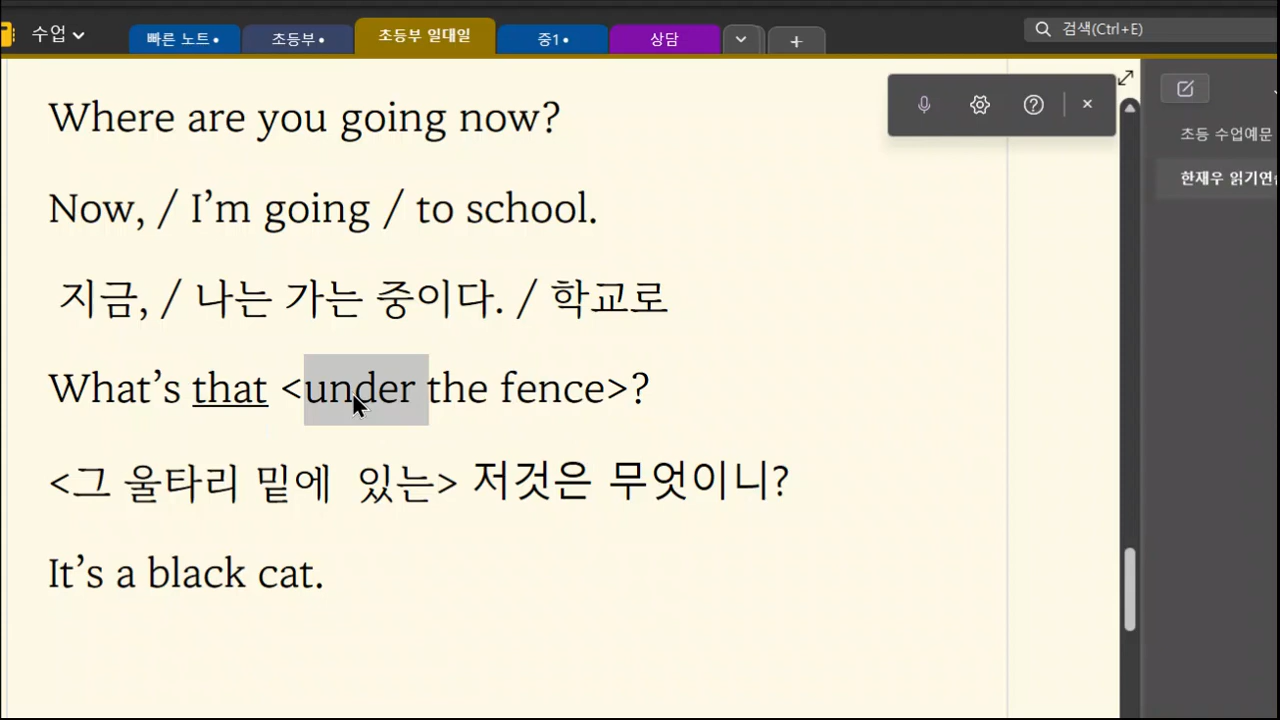 수업
빠른 노트•
초등부•
초등부 일대일
중1•
상담
검색(Ctrl+E)
Where are you going now?
Now, / I’m going / to school.
지금, / 나는 가는 중이다. / 학교로
What’s that <under the fence>?
<그 울타리 밑에 있는> 저것은 무엇이니?
It’s a black cat.
초등 수업예문
한재우